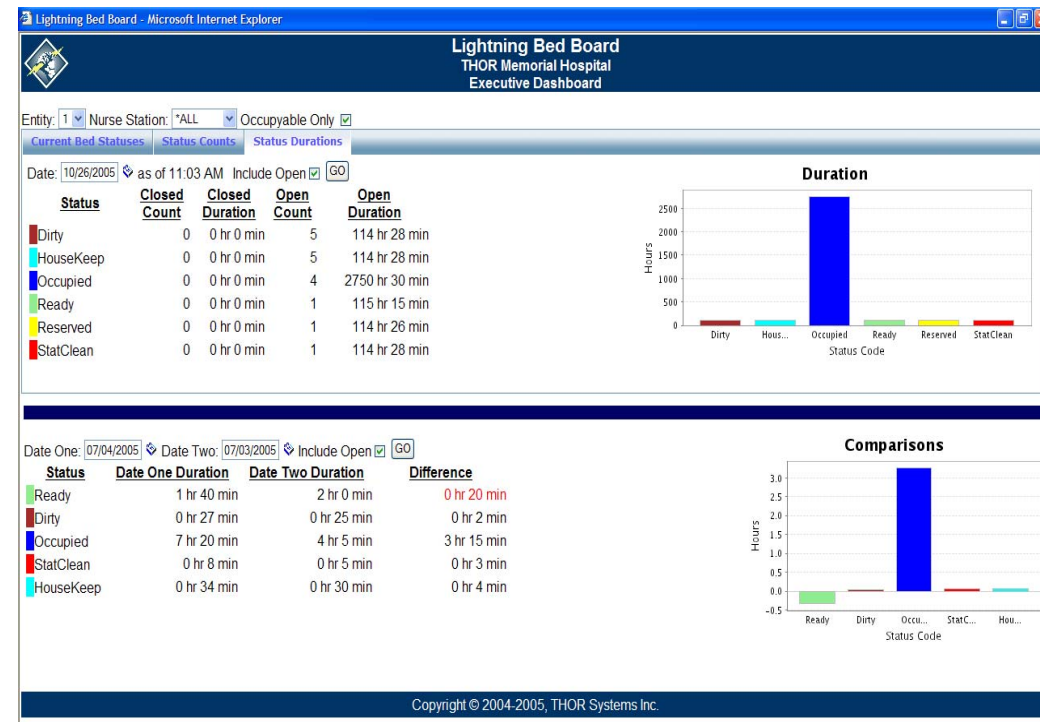 Lightning Bed Board - Microsoft Internet Explorer
Lightning Bed Board
THOR Memorial Hospital
Executive Dashboard
Entity: 1 Nurse Station: *ALL Occupyable Only
Current Bed Statuses Status Counts Status Durations
Date: 10/26/2005 as of 11:03 AM Include Open GO
Status Closed Count Closed Duration Open Count Open Duration
Dirty 0 0 hr 0 min 5 114 hr 28 min
HouseKeep 0 0 hr 0 min 5 114 hr 28 min
Occupied 0 0 hr 0 min 4 2750 hr 30 min
Ready 0 0 hr 0 min 1 115 hr 15 min
Reserved 0 0 hr 0 min 1 114 hr 26 min
StatClean 0 0 hr 0 min 1 114 hr 28 min
Duration
Hours
2500
2000
1500
1000
500
0
Dirty Hous... Occupied Ready Reserved StatClean
Status Code
Date One: 07/04/2005 Date Two: 07/03/2005 Include Open GO
Status Date One Duration Date Two Duration Difference
Ready 1 hr 40 min 2 hr 0 min 0 hr 20 min
Dirty 0 hr 27 min 0 hr 25 min 0 hr 2 min
Occupied 7 hr 20 min 4 hr 5 min 3 hr 15 min
StatClean 0 hr 8 min 0 hr 5 min 0 hr 3 min
HouseKeep 0 hr 34 min 0 hr 30 min 0 hr 4 min
Comparisons
Hours
3.0
2.5
2.0
1.5
1.0
0.5
0.0
-0.5
Ready Dirty Occu... StatC... Hou...
Status Code
Copyright © 2004-2005, THOR Systems Inc.